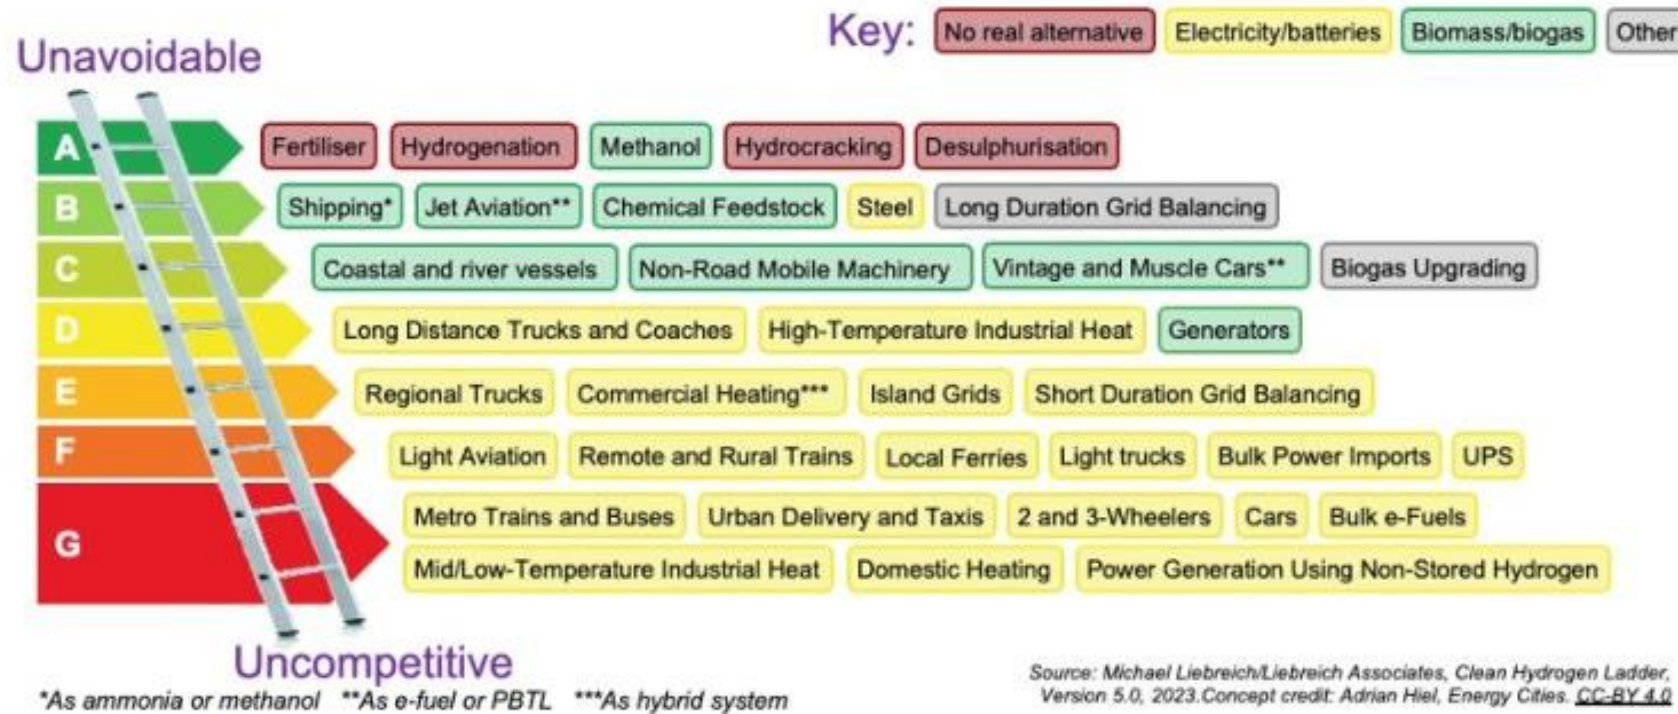 Key: No real alternative Electricity/batteries Biomass/biogas Other
Unavoidable
A Fertiliser Hydrogenation Methanol Hydrocracking Desulphurisation
B Shipping* Jet Aviation** Chemical Feedstock Steel Long Duration Grid Balancing
C Coastal and river vessels Non-Road Mobile Machinery Vintage and Muscle Cars** Biogas Upgrading
D Long Distance Trucks and Coaches High-Temperature Industrial Heat Generators
E Regional Trucks Commercial Heating*** Island Grids Short Duration Grid Balancing
F Light Aviation Remote and Rural Trains Local Ferries Light trucks Bulk Power Imports UPS
G Metro Trains and Buses Urban Delivery and Taxis 2 and 3-Wheelers Cars Bulk e-Fuels
Mid/Low-Temperature Industrial Heat Domestic Heating Power Generation Using Non-Stored Hydrogen
Uncompetitive
*As ammonia or methanol **As e-fuel or PBTL ***As hybrid system
Source: Michael Liebreich/Liebreich Associates, Clean Hydrogen Ladder,
Version 5.0, 2023.Concept credit: Adrian Hiel, Energy Cities. CC-BY 4.0